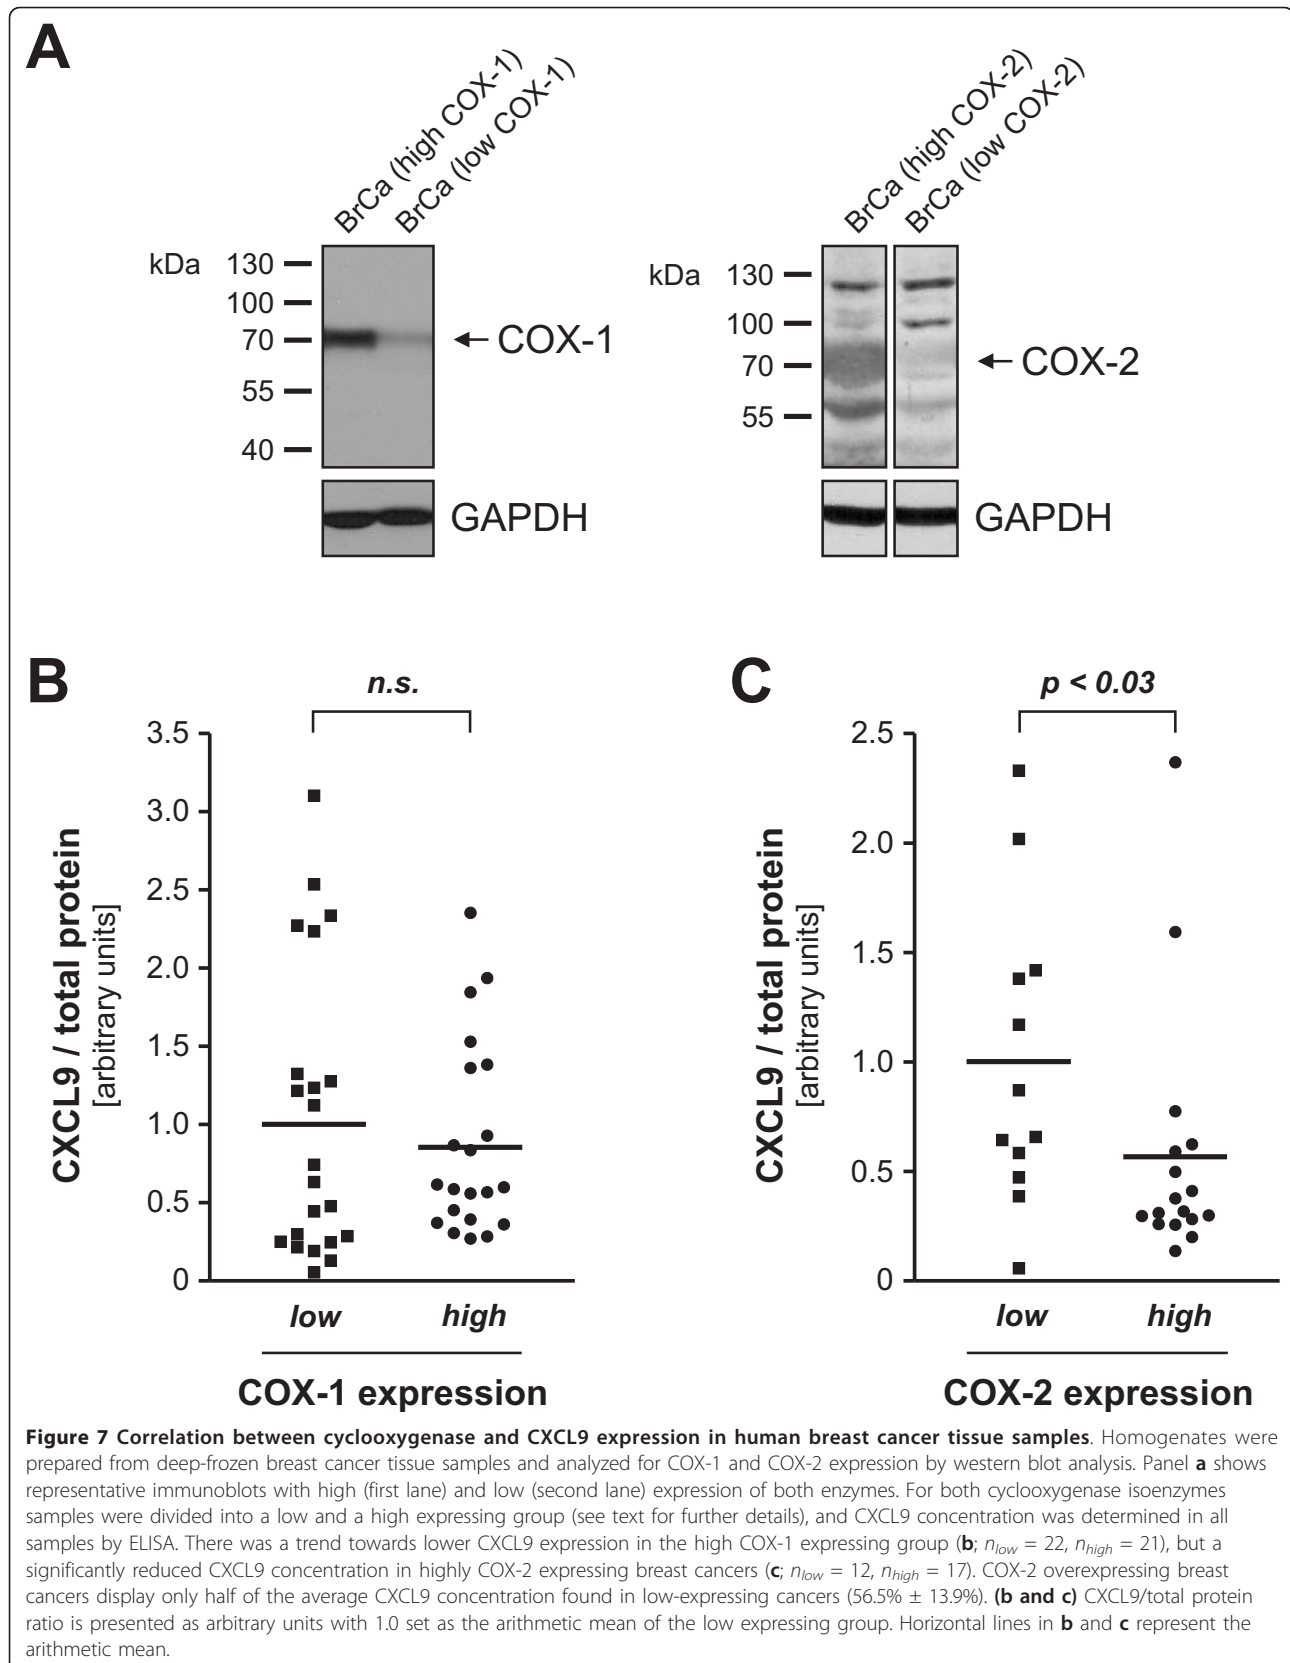 A
BrCa (high COX-1)
BrCa (low COX-1)
kDa
130
100
70
55
40
COX-1
GAPDH
BrCa (high COX-2)
BrCa (low COX-2)
kDa
130
100
70
55
COX-2
GAPDH
B
n.s.
CXCL9 / total protein
[arbitrary units]
3.5
3.0
2.5
2.0
1.5
1.0
0.5
0
low
high
COX-1 expression
C
p < 0.03
CXCL9 / total protein
[arbitrary units]
2.5
2.0
1.5
1.0
0.5
0
low
high
COX-2 expression
Figure 7 Correlation between cyclooxygenase and CXCL9 expression in human breast cancer tissue samples. Homogenates were
prepared from deep-frozen breast cancer tissue samples and analyzed for COX-1 and COX-2 expression by western blot analysis. Panel a shows
representative immunoblots with high (first lane) and low (second lane) expression of both enzymes. For both cyclooxygenase isoenzymes
samples were divided into a low and a high expressing group (see text for further details), and CXCL9 concentration was determined in all
samples by ELISA. There was a trend towards lower CXCL9 expression in the high COX-1 expressing group (b; nlow = 22, nhigh = 21), but a
significantly reduced CXCL9 concentration in highly COX-2 expressing breast cancers (c; nlow = 12, nhigh = 17). COX-2 overexpressing breast
cancers display only half of the average CXCL9 concentration found in low-expressing cancers (56.5% ± 13.9%). (b and c) CXCL9/total protein
ratio is presented as arbitrary units with 1.0 set as the arithmetic mean of the low expressing group. Horizontal lines in b and c represent the
arithmetic mean.